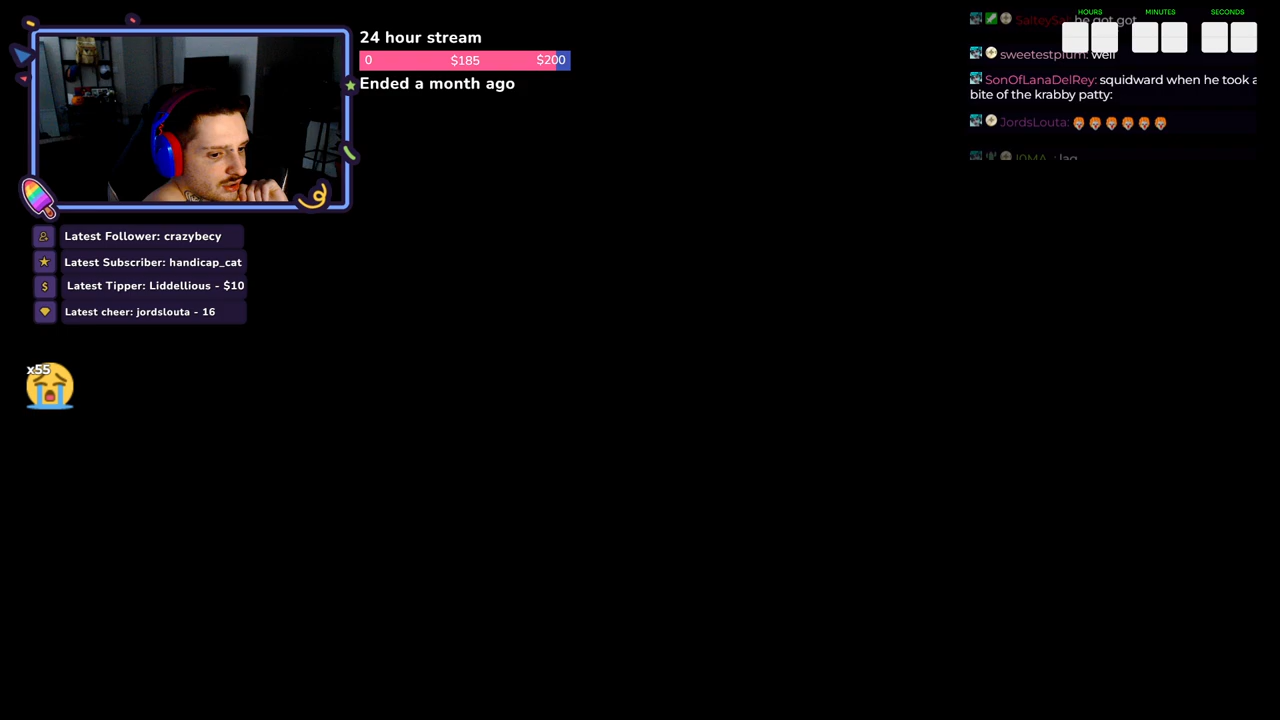 24 hour stream
0 $185 $200
Ended a month ago
Latest Follower: crazybecy
Latest Subscriber: handicap_cat
Latest Tipper: Liddellious - $10
Latest cheer: jordslouta - 16
x55
HOURS MINUTES SECONDS
he got got
sweetestplum: well
SonOfLanaDelRey: squidward when he took a
bite of the krabby patty:
JordsLouta:
lag